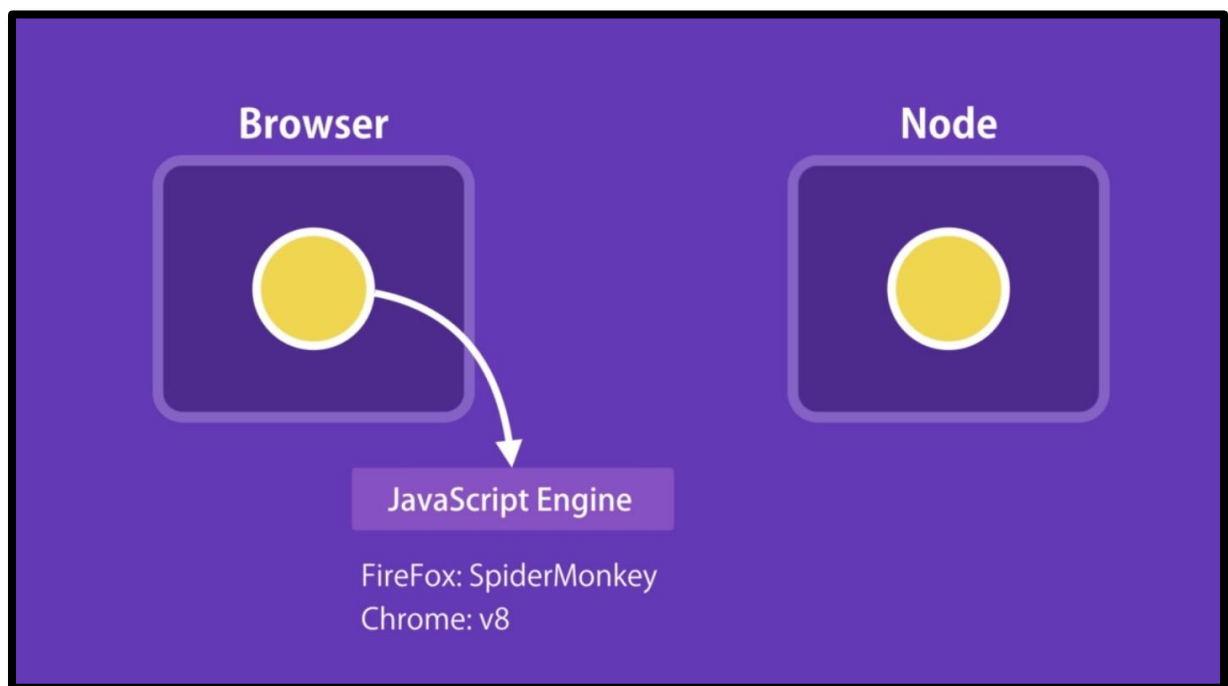 Browser
Node
JavaScript Engine
FireFox: SpiderMonkey
Chrome: v8